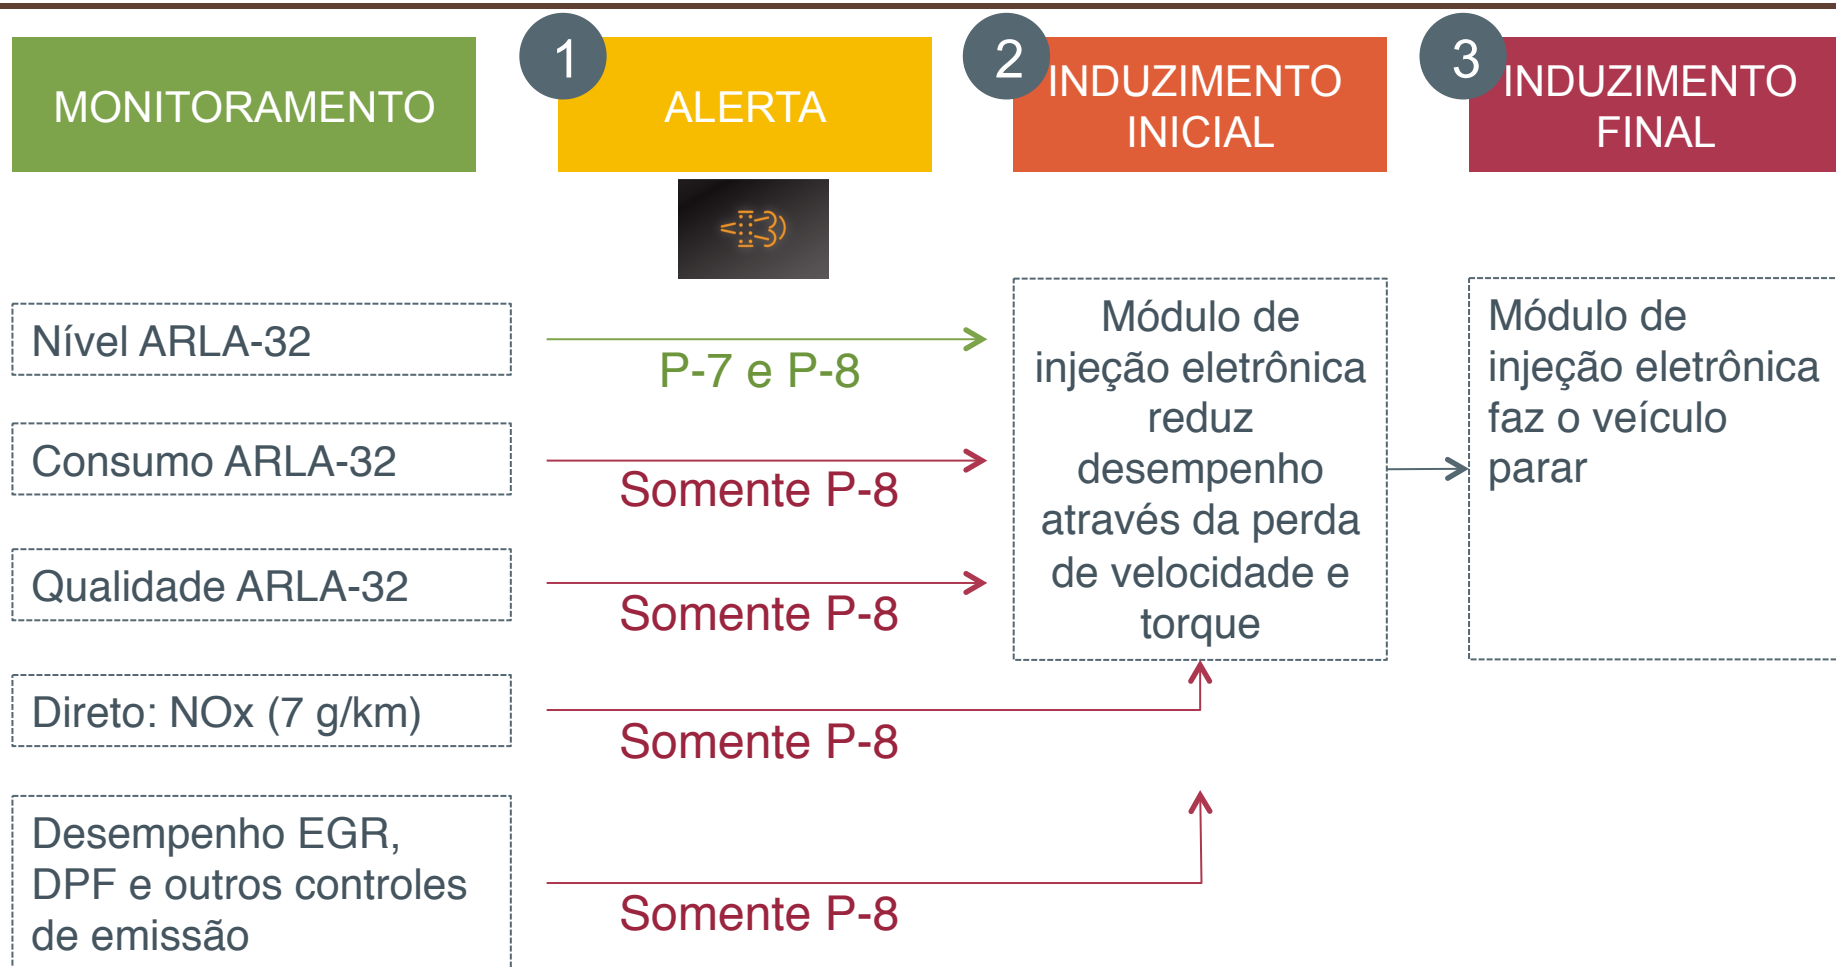 MONITORAMENTO
1
ALERTA
2
INDUZIMENTO
INICIAL
3
INDUZIMENTO
FINAL
Nível ARLA-32
P-7 e P-8
Consumo ARLA-32
Somente P-8
Qualidade ARLA-32
Somente P-8
Direto: NOx (7 g/km)
Somente P-8
Desempenho EGR,
DPF e outros controles
de emissão
Somente P-8
Módulo de
injeção eletrônica
reduz
desempenho
através da perda
de velocidade e
torque
Módulo de
injeção eletrônica
faz o veículo
parar